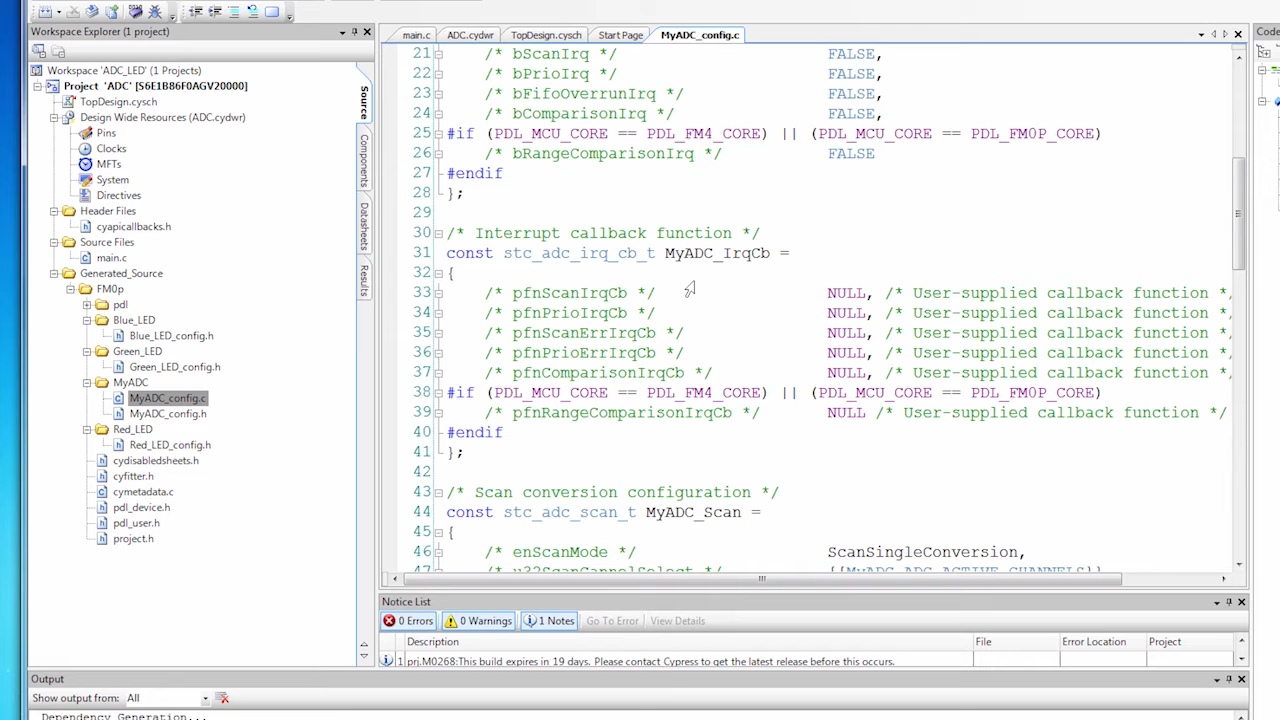 Workspace Explorer (1 project)
Workspace 'ADC_LED' (1 Projects)
Project 'ADC' [S6E1B86F0AGV20000]
TopDesign.cysch
Design Wide Resources (ADC.cydwr)
Pins
Clocks
MFTs
System
Directives
Header Files
cyapicallbacks.h
Source Files
main.c
Generated_Source
FM0p
pdl
Blue_LED
Blue_LED_config.h
Green_LED
Green_LED_config.h
MyADC
MyADC_config.c
MyADC_config.h
Red_LED
Red_LED_config.h
cydisabledsheets.h
cyfitter.h
cymetadata.c
pdl_device.h
pdl_user.h
project.h
Source
Components
Datasheets
Results
main.c ADC.cydwr TopDesign.cysch Start Page MyADC_config.c
Code
21 /* bScanIrq */ FALSE,
22 /* bPrioIrq */ FALSE,
23 /* bFifoOverrunIrq */ FALSE,
24 /* bComparisonIrq */ FALSE,
25 #if (PDL_MCU_CORE == PDL_FM4_CORE) || (PDL_MCU_CORE == PDL_FM0P_CORE)
26 /* bRangeComparisonIrq */ FALSE
27 #endif
28 };
29
30 /* Interrupt callback function */
31 const stc_adc_irq_cb_t MyADC_IrqCb =
32 {
33 /* pfnScanIrqCb */ NULL, /* User-supplied callback function *
34 /* pfnPrioIrqCb */ NULL, /* User-supplied callback function *
35 /* pfnScanErrIrqCb */ NULL, /* User-supplied callback function *
36 /* pfnPrioErrIrqCb */ NULL, /* User-supplied callback function *
37 /* pfnComparisonIrqCb */ NULL, /* User-supplied callback function *
38 #if (PDL_MCU_CORE == PDL_FM4_CORE) || (PDL_MCU_CORE == PDL_FM0P_CORE)
39 /* pfnRangeComparisonIrqCb */ NULL /* User-supplied callback function */
40 #endif
41 };
42
43 /* Scan conversion configuration */
44 const stc_adc_scan_t MyADC_Scan =
45 {
46 /* enScanMode */ ScanSingleConversion,
47 /* u32ScanChannelSelect */ {{MyADC_ADC_ACTIVE_CHANNELS}}
Notice List
0 Errors 0 Warnings 1 Notes Go To Error View Details
Description File Error Location Project
1 prj.M0268:This build expires in 19 days. Please contact Cypress to get the latest release before this occurs.
Output
Show output from: All
Dependency Generation...